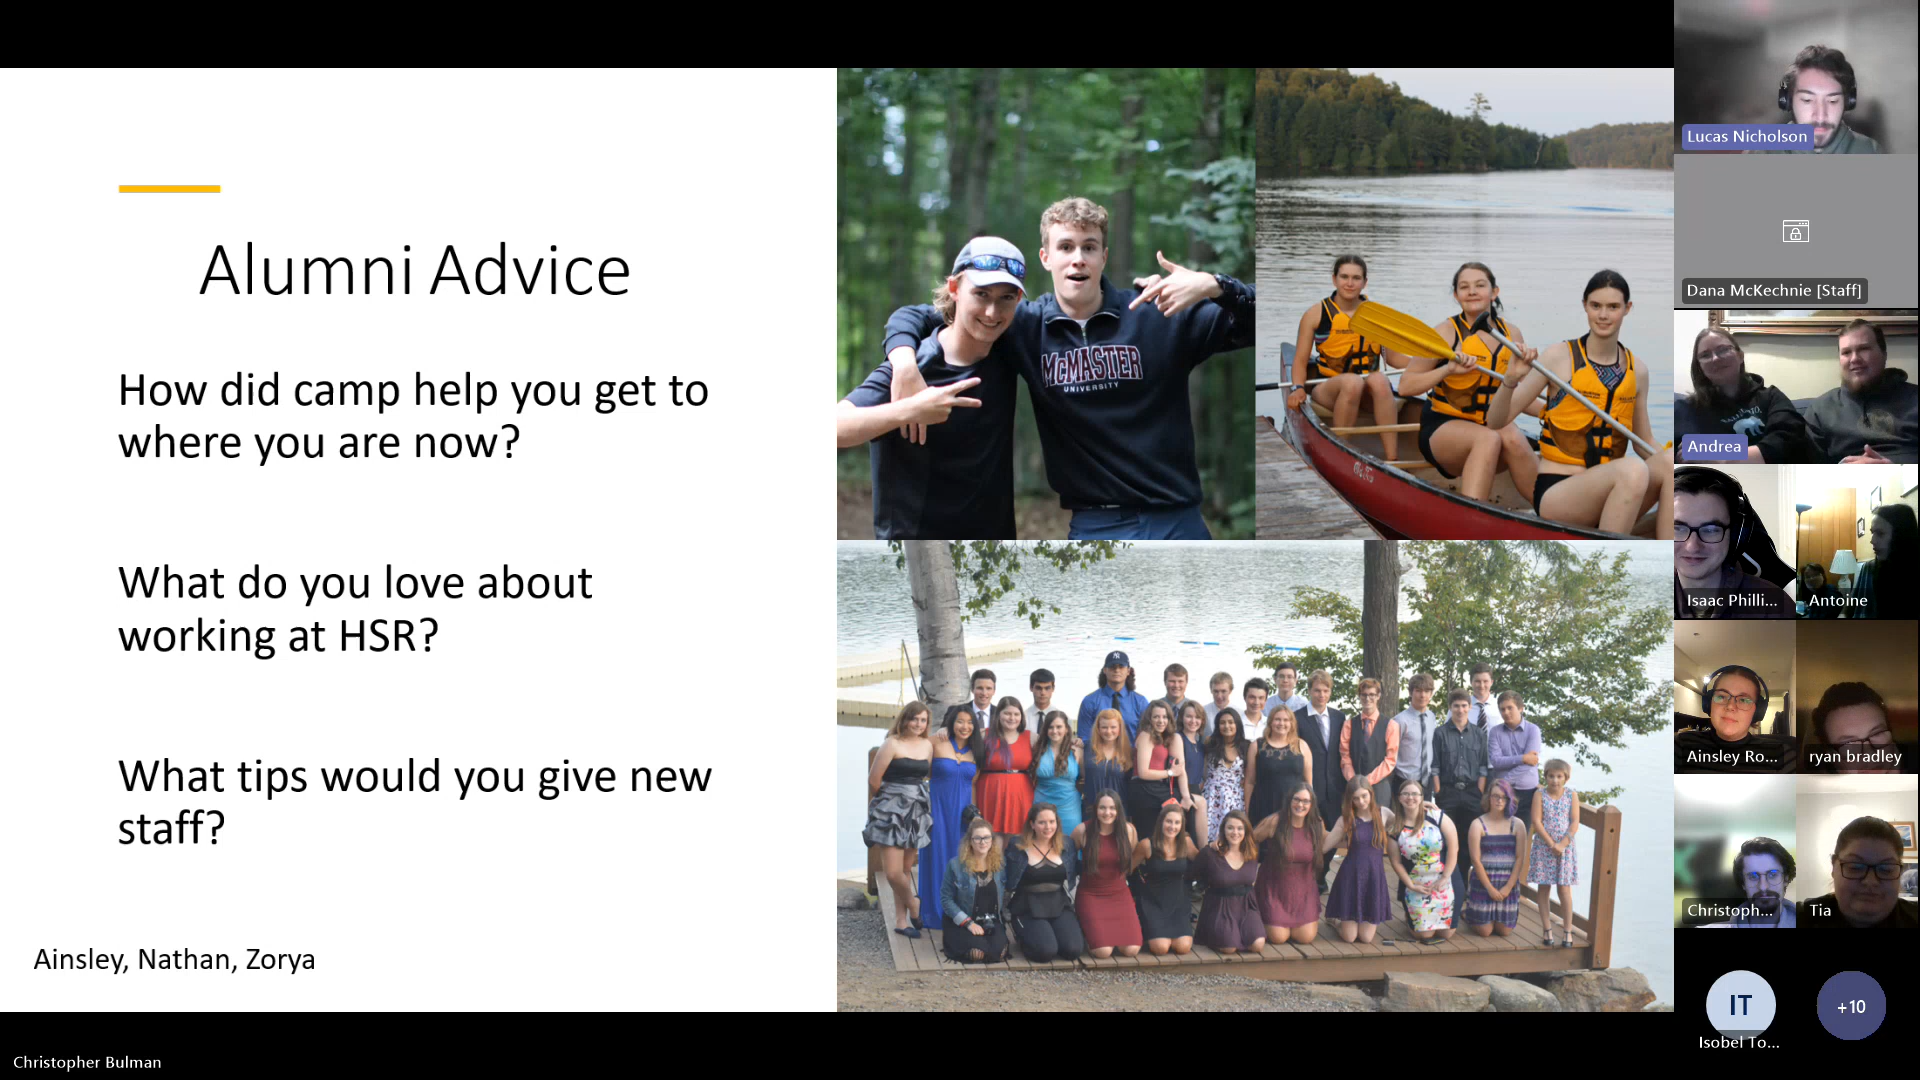 Alumni Advice
How did camp help you get to
where you are now?
What do you love about
working at HSR?
What tips would you give new
staff?
Ainsley, Nathan, Zorya
McMASTER
UNIVERSITY
Lucas Nicholson
Dana McKechnie [Staff]
Andrea
Isaac Philli...
Antoine
Ainsley Ro...
ryan bradley
Christoph...
Tia
IT
Isobel To...
+10
Christopher Bulman